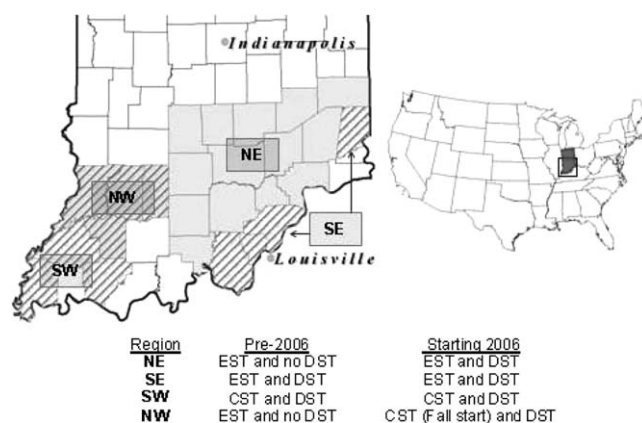 Indianapolis
NE
NW
SE
SW
Louisville
Region Pre-2006 Starting 2006
NE EST and no DST EST and DST
SE EST and DST EST and DST
SW CST and DST CST and DST
NW EST and no DST CST (Fall start) and DST